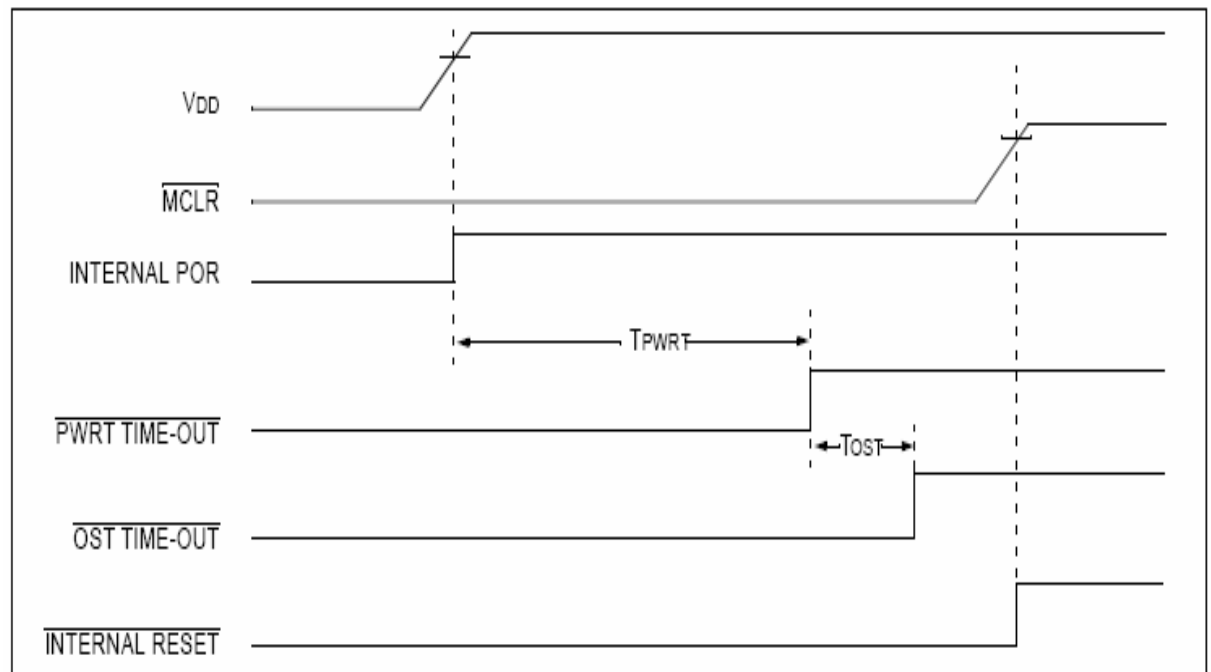 VDD
MCLR
INTERNAL POR
TPWRT
PWRT TIME-OUT
TOST
OST TIME-OUT
INTERNAL RESET